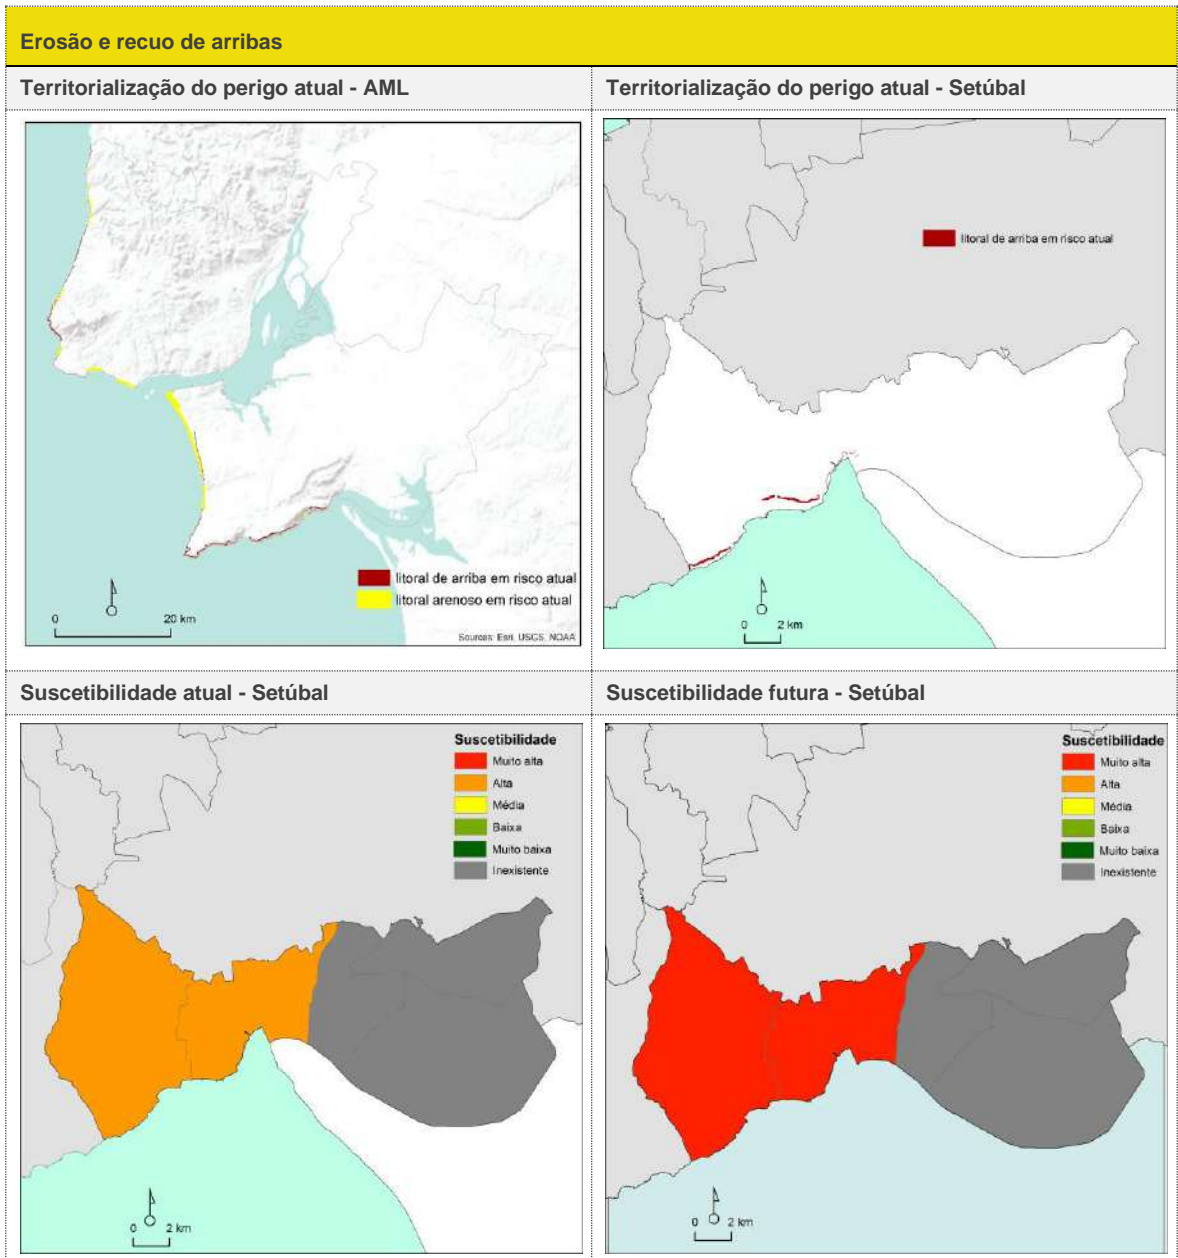 Erosão e recuo de arribas
Territorialização do perigo atual - AML
Territorialização do perigo atual - Setúbal
litoral de arriba em risco atual
litoral arenoso em risco atual
0 20 km
Sources: Esri, USGS, NOAA
litoral de arriba em risco atual
0 2 km
Suscetibilidade atual - Setúbal
Suscetibilidade futura - Setúbal
Suscetibilidade
Muito alta
Alta
Média
Baixa
Muito baixa
Inexistente
0 2 km
Suscetibilidade
Muito alta
Alta
Média
Baixa
Muito baixa
Inexistente
0 2 km